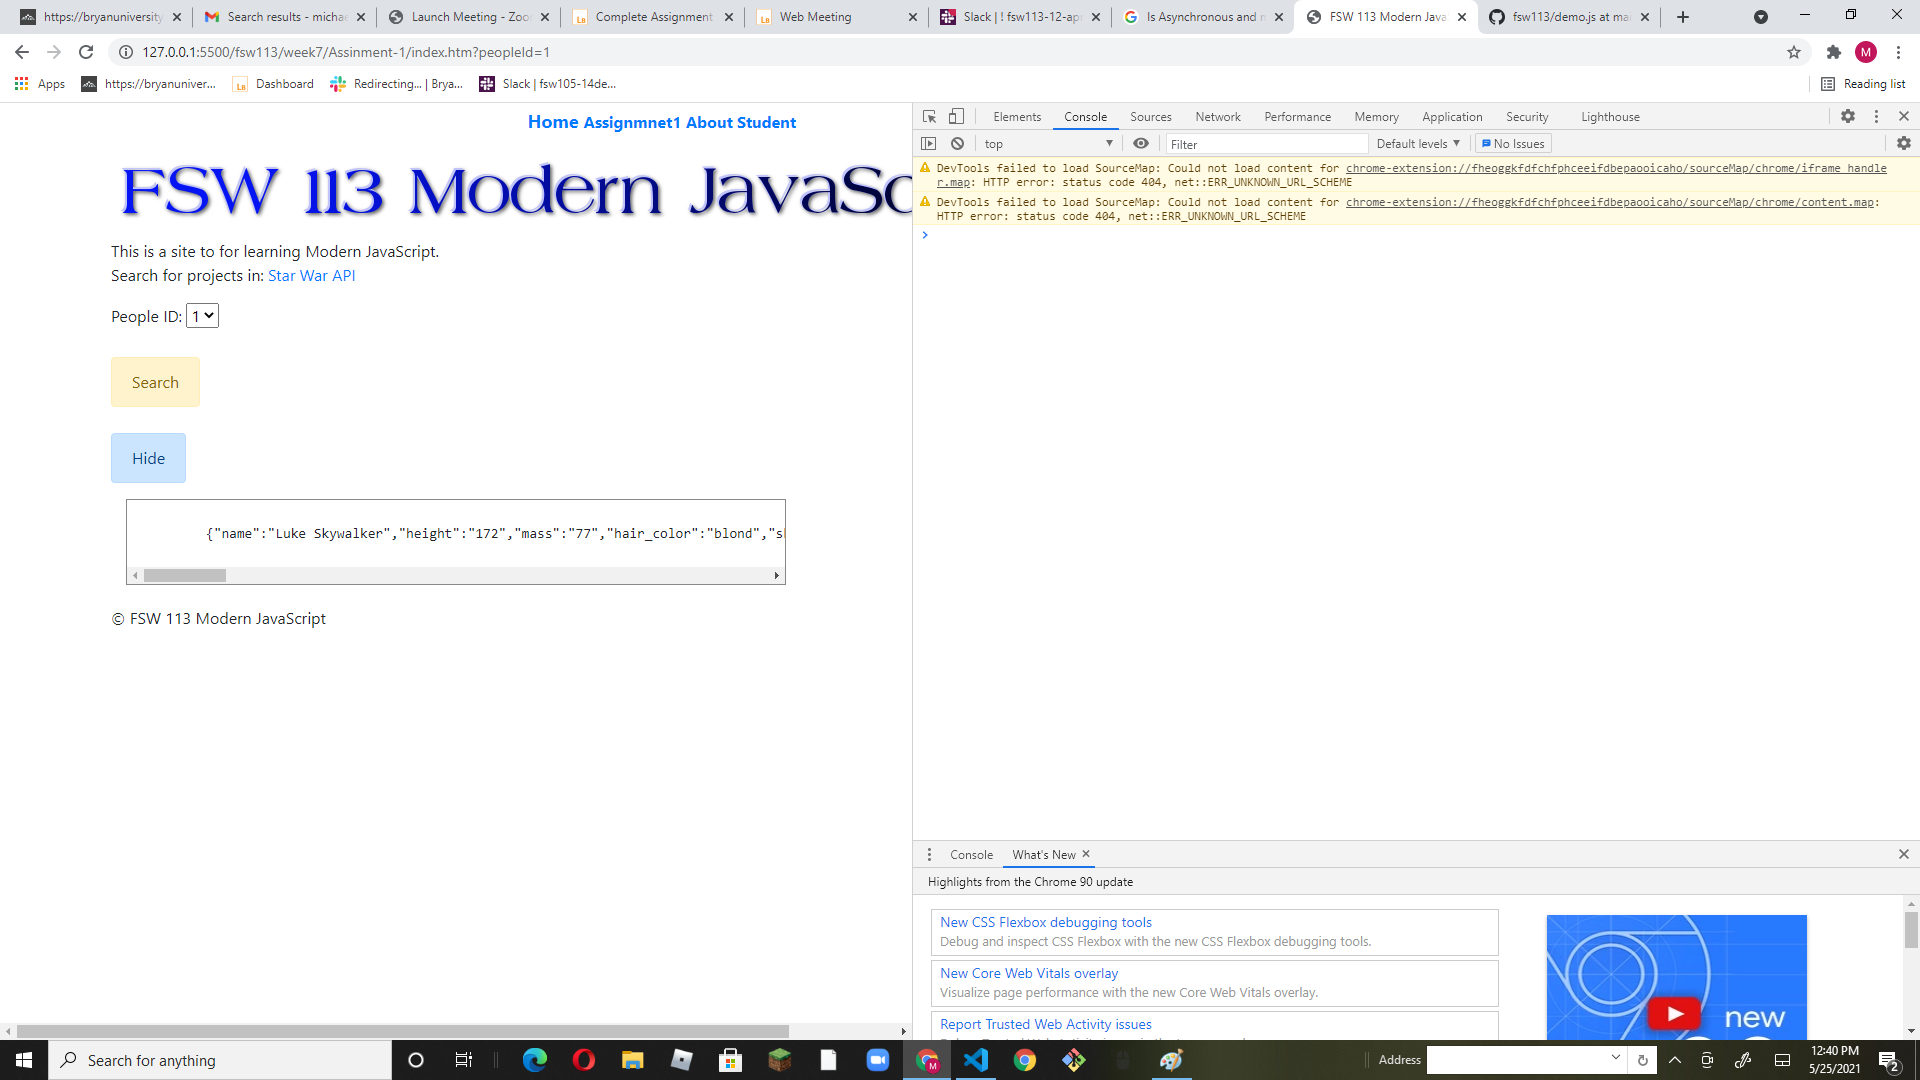 https://bryanuniversity
Search results - michae
Launch Meeting - Zoo
Complete Assignment
Web Meeting
Slack | ! fsw113-12-apr
Is Asynchronous and n
FSW 113 Modern Java
fsw113/demo.js at mai
127.0.0.1:5500/fsw113/week7/Assinment-1/index.htm?peopleId=1
M
Apps
https://bryanuniver...
Dashboard
Redirecting... | Brya...
Slack | fsw105-14de...
Reading list
Home Assignmnet1 About Student
FSW 113 Modern JavaSc
This is a site to for learning Modern JavaScript.
Search for projects in: Star War API
People ID: 1
Search
Hide
{"name":"Luke Skywalker","height":"172","mass":"77","hair_color":"blond","sk
© FSW 113 Modern JavaScript
Elements Console Sources Network Performance Memory Application Security Lighthouse
top Filter Default levels No Issues
DevTools failed to load SourceMap: Could not load content for chrome-extension://fheoggkfdfchfphceeifdbepaooicaho/sourceMap/chrome/iframe_handle
r.map: HTTP error: status code 404, net::ERR_UNKNOWN_URL_SCHEME
DevTools failed to load SourceMap: Could not load content for chrome-extension://fheoggkfdfchfphceeifdbepaooicaho/sourceMap/chrome/content.map:
HTTP error: status code 404, net::ERR_UNKNOWN_URL_SCHEME
Console What's New
Highlights from the Chrome 90 update
New CSS Flexbox debugging tools
Debug and inspect CSS Flexbox with the new CSS Flexbox debugging tools.
New Core Web Vitals overlay
Visualize page performance with the new Core Web Vitals overlay.
Report Trusted Web Activity issues
new
Search for anything
Address
12:40 PM
5/25/2021
2